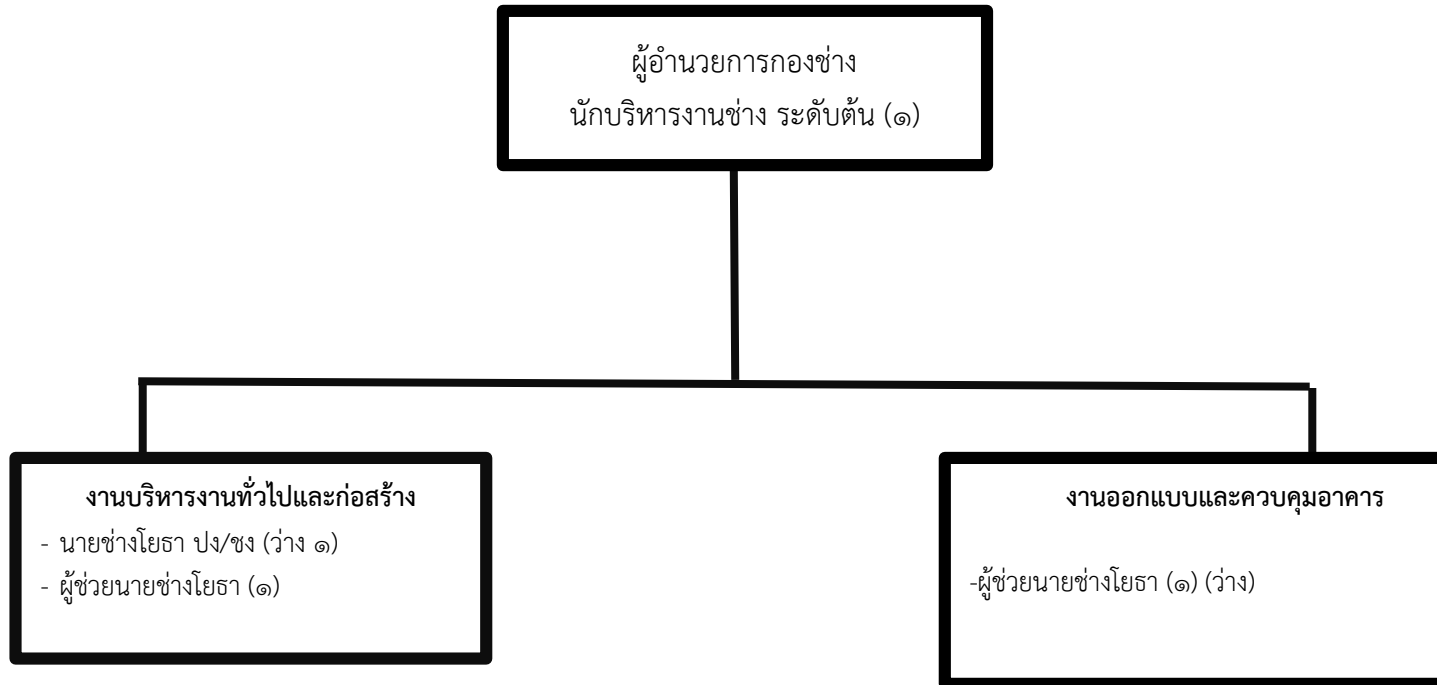 ผู้อำนวยการกองช่าง
นักบริหารงานช่าง ระดับต้น (๑)
งานบริหารงานทั่วไปและก่อสร้าง
- นายช่างโยธา ปง/ชง (ว่าง ๑)
- ผู้ช่วยนายช่างโยธา (๑)
งานออกแบบและควบคุมอาคาร
-ผู้ช่วยนายช่างโยธา (๑) (ว่าง)